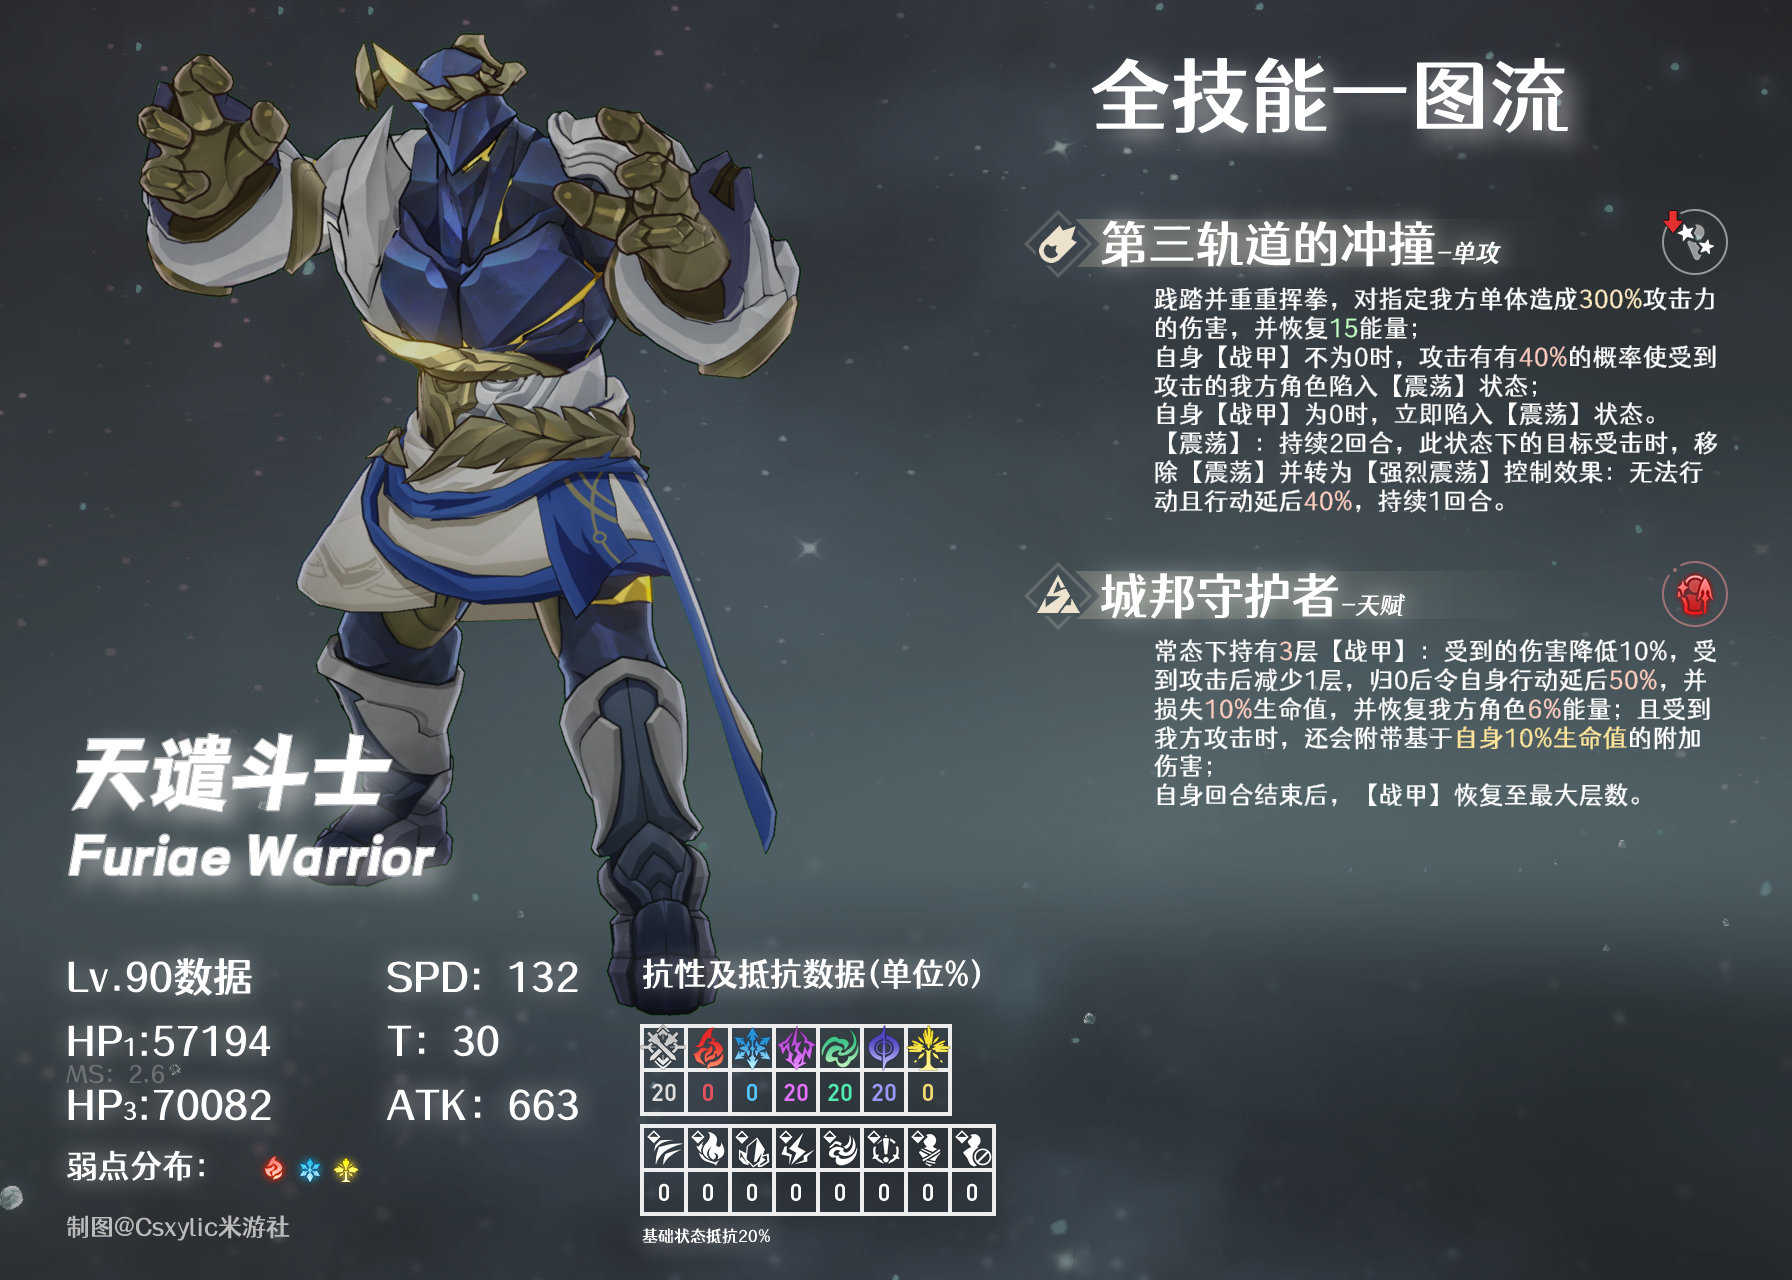 全技能一图流
第三轨道的冲撞-单攻
践踏并重重挥拳，对指定我方单体造成300%攻击力
的伤害，并恢复15能量；
自身【战甲】不为0时，攻击有有40%的概率使受到
攻击的我方角色陷入【震荡】状态；
自身【战甲】为0时，立即陷入【震荡】状态。
【震荡】：持续2回合，此状态下的目标受击时，移
除【震荡】并转为【强烈震荡】控制效果：无法行
动且行动延后40%，持续1回合。
城邦守护者-天赋
常态下持有3层【战甲】：受到的伤害降低10%，受
到攻击后减少1层，归0后令自身行动延后50%，并
损失10%生命值，并恢复我方角色6%能量；且受到
我方攻击时，还会附带基于自身10%生命值的附加
伤害；
自身回合结束后，【战甲】恢复至最大层数。
天谴斗士
Furiae Warrior
Lv.90数据
SPD：132
HP1:57194
T：30
MS：2.6
HP3:70082
ATK：663
弱点分布：
制图@Csxylic米游社
抗性及抵抗数据(单位%)
20 0 0 20 20 20 0
0 0 0 0 0 0 0 0
基础状态抵抗20%